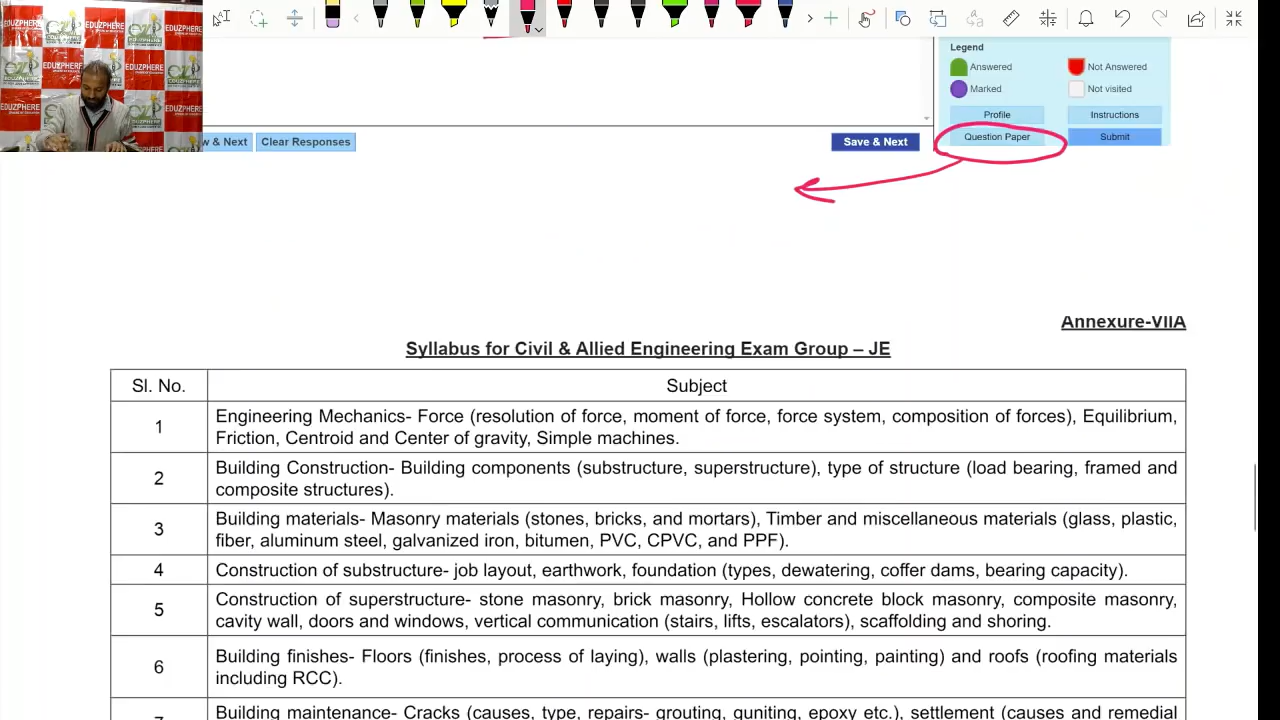 EDUZPHERE
EDUZPHERE
EDUZPHERE
EDUZPHERE
EDUZPHERE
Legend
Answered
Not Answered
Marked
Not visited
Profile
Instructions
Question Paper
Submit
w & Next
Clear Responses
Save & Next
Annexure-VIIA
Syllabus for Civil & Allied Engineering Exam Group – JE
Sl. No.
Subject
1
Engineering Mechanics- Force (resolution of force, moment of force, force system, composition of forces), Equilibrium,
Friction, Centroid and Center of gravity, Simple machines.
2
Building Construction- Building components (substructure, superstructure), type of structure (load bearing, framed and
composite structures).
3
Building materials- Masonry materials (stones, bricks, and mortars), Timber and miscellaneous materials (glass, plastic,
fiber, aluminum steel, galvanized iron, bitumen, PVC, CPVC, and PPF).
4
Construction of substructure- job layout, earthwork, foundation (types, dewatering, coffer dams, bearing capacity).
5
Construction of superstructure- stone masonry, brick masonry, Hollow concrete block masonry, composite masonry,
cavity wall, doors and windows, vertical communication (stairs, lifts, escalators), scaffolding and shoring.
6
Building finishes- Floors (finishes, process of laying), walls (plastering, pointing, painting) and roofs (roofing materials
including RCC).
7
Building maintenance- Cracks (causes, type, repairs- grouting, guniting, epoxy etc.), settlement (causes and remedial